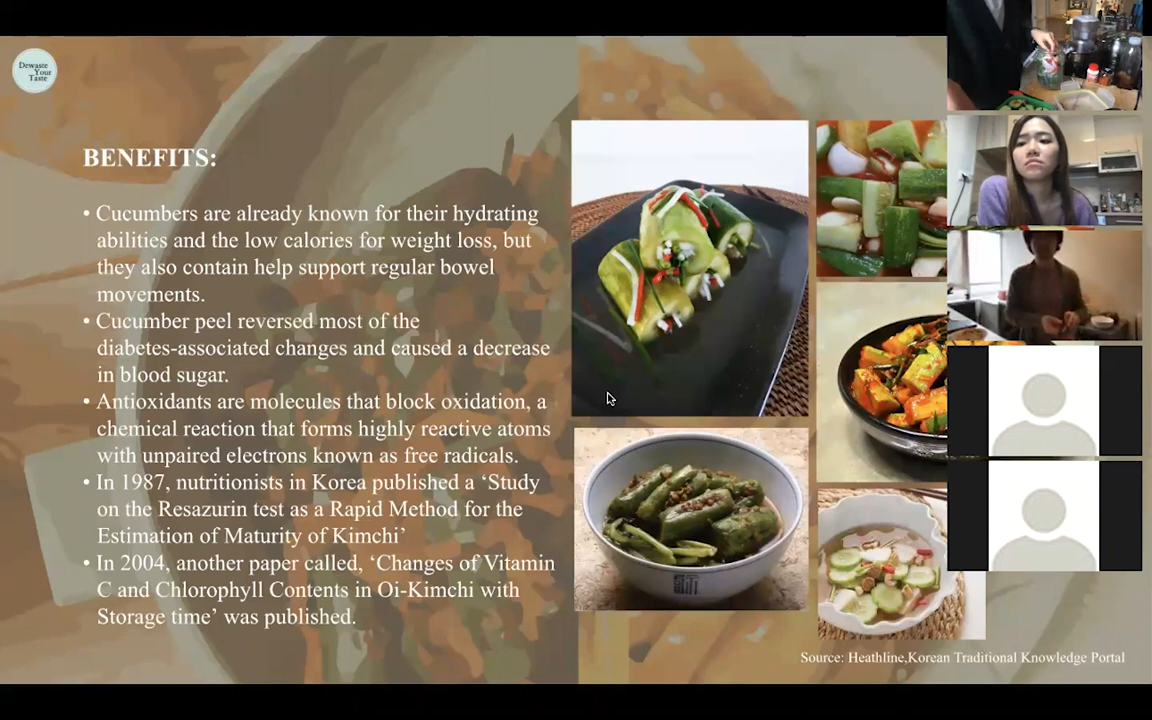 Dewaste
Your
Taste
BENEFITS:
• Cucumbers are already known for their hydrating
abilities and the low calories for weight loss, but
they also contain help support regular bowel
movements.
• Cucumber peel reversed most of the
diabetes-associated changes and caused a decrease
in blood sugar.
• Antioxidants are molecules that block oxidation, a
chemical reaction that forms highly reactive atoms
with unpaired electrons known as free radicals.
• In 1987, nutritionists in Korea published a ‘Study
on the Resazurin test as a Rapid Method for the
Estimation of Maturity of Kimchi’
• In 2004, another paper called, ‘Changes of Vitamin
C and Chlorophyll Contents in Oi-Kimchi with
Storage time’ was published.
Source: Heathline,Korean Traditional Knowledge Portal